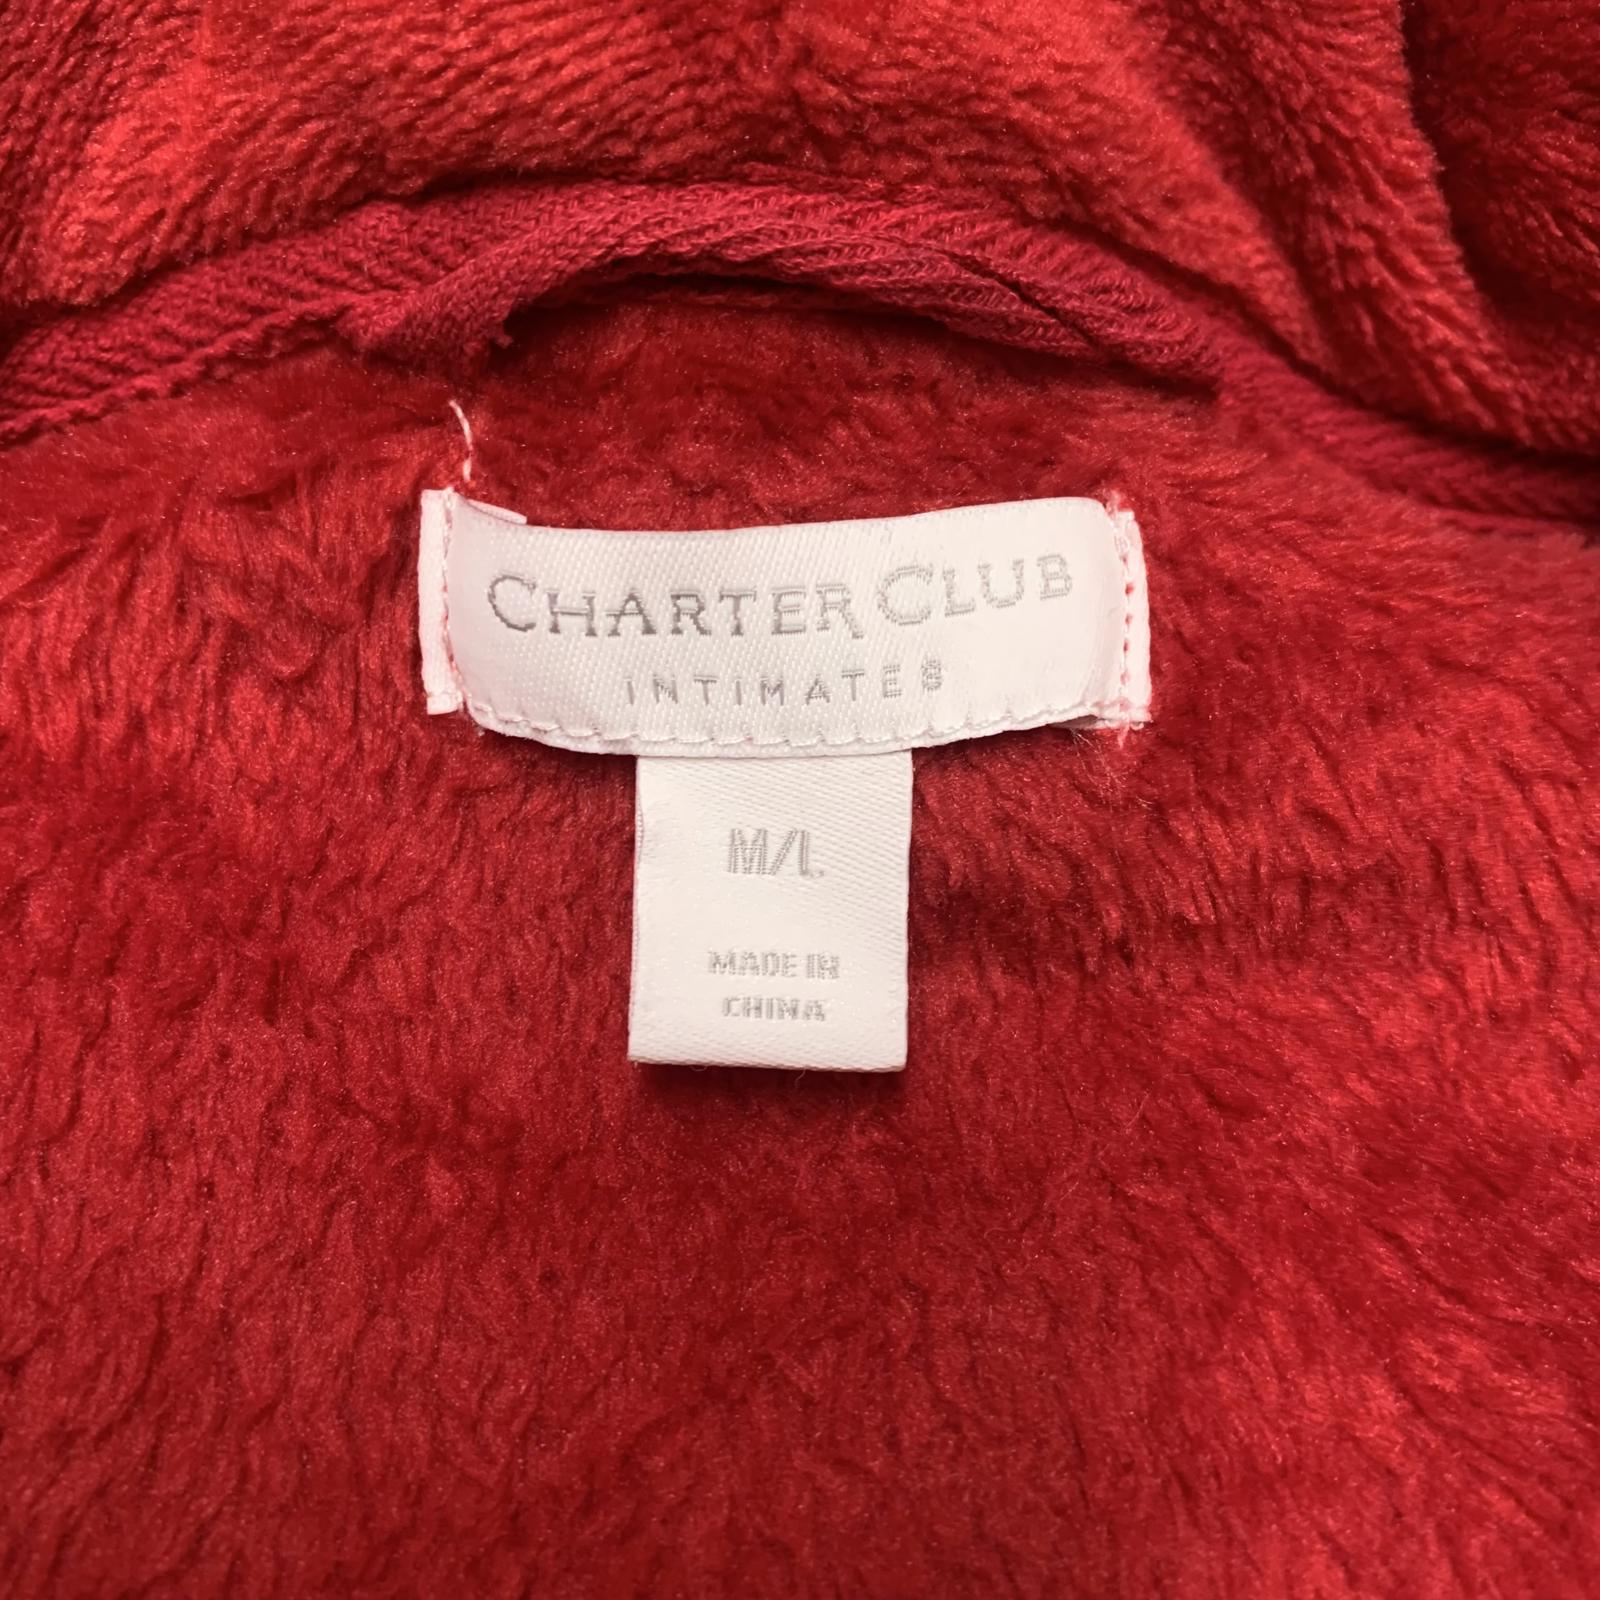 CHARTER CLUB
INTIMATES
M/L
MADE IN
CHINA